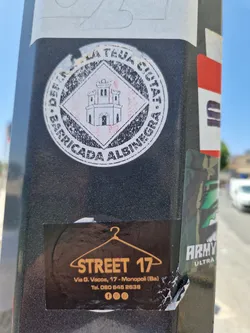 DEFENSA LA TEUA CIUTAT
BARRICADA ALBINEGRA
STREET 17
Via G. Vacca, 17 - Monopoli (Ba)
ARMY
ULTRA